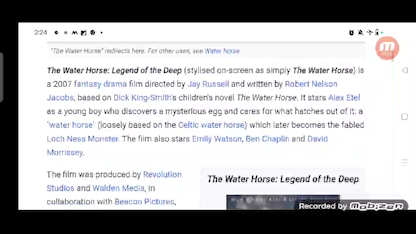 2:24
"The Water Horse" redirects here. For other uses, see Water horse
The Water Horse: Legend of the Deep (stylised on-screen as simply The Water Horse) is
a 2007 fantasy drama film directed by Jay Russell and written by Robert Nelson
Jacobs, based on Dick King-Smith's children's novel The Water Horse. It stars Alex Etel
as a young boy who discovers a mysterious egg and cares for what hatches out of it: a
"water horse" (loosely based on the Celtic water horse) which later becomes the fabled
Loch Ness Monster. The film also stars Emily Watson, Ben Chaplin and David
Morrissey.
The film was produced by Revolution
Studios and Walden Media, in
collaboration with Beacon Pictures,
The Water Horse: Legend of the Deep
Recorded by Mobizen